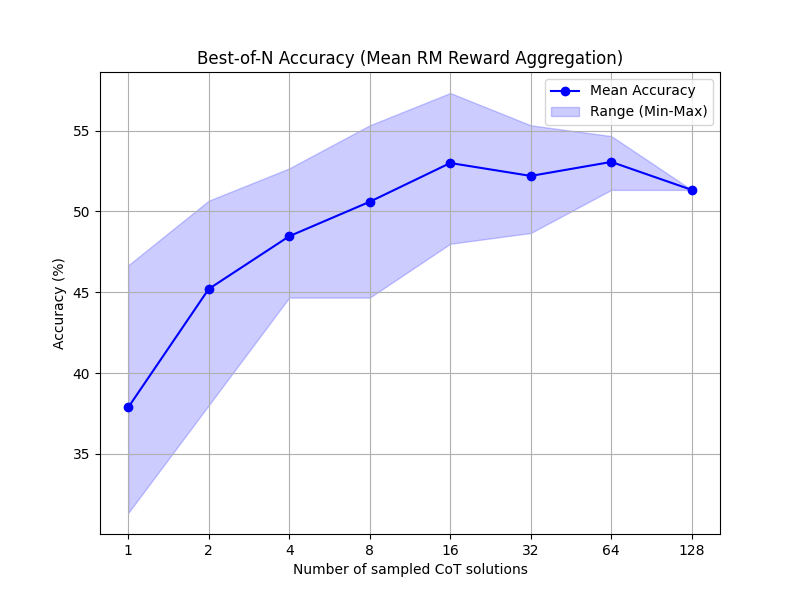 Best-of-N Accuracy (Mean RM Reward Aggregation)
Mean Accuracy
Range (Min-Max)
Accuracy (%)
55
50
45
40
35
1 2 4 8 16 32 64 128
Number of sampled CoT solutions